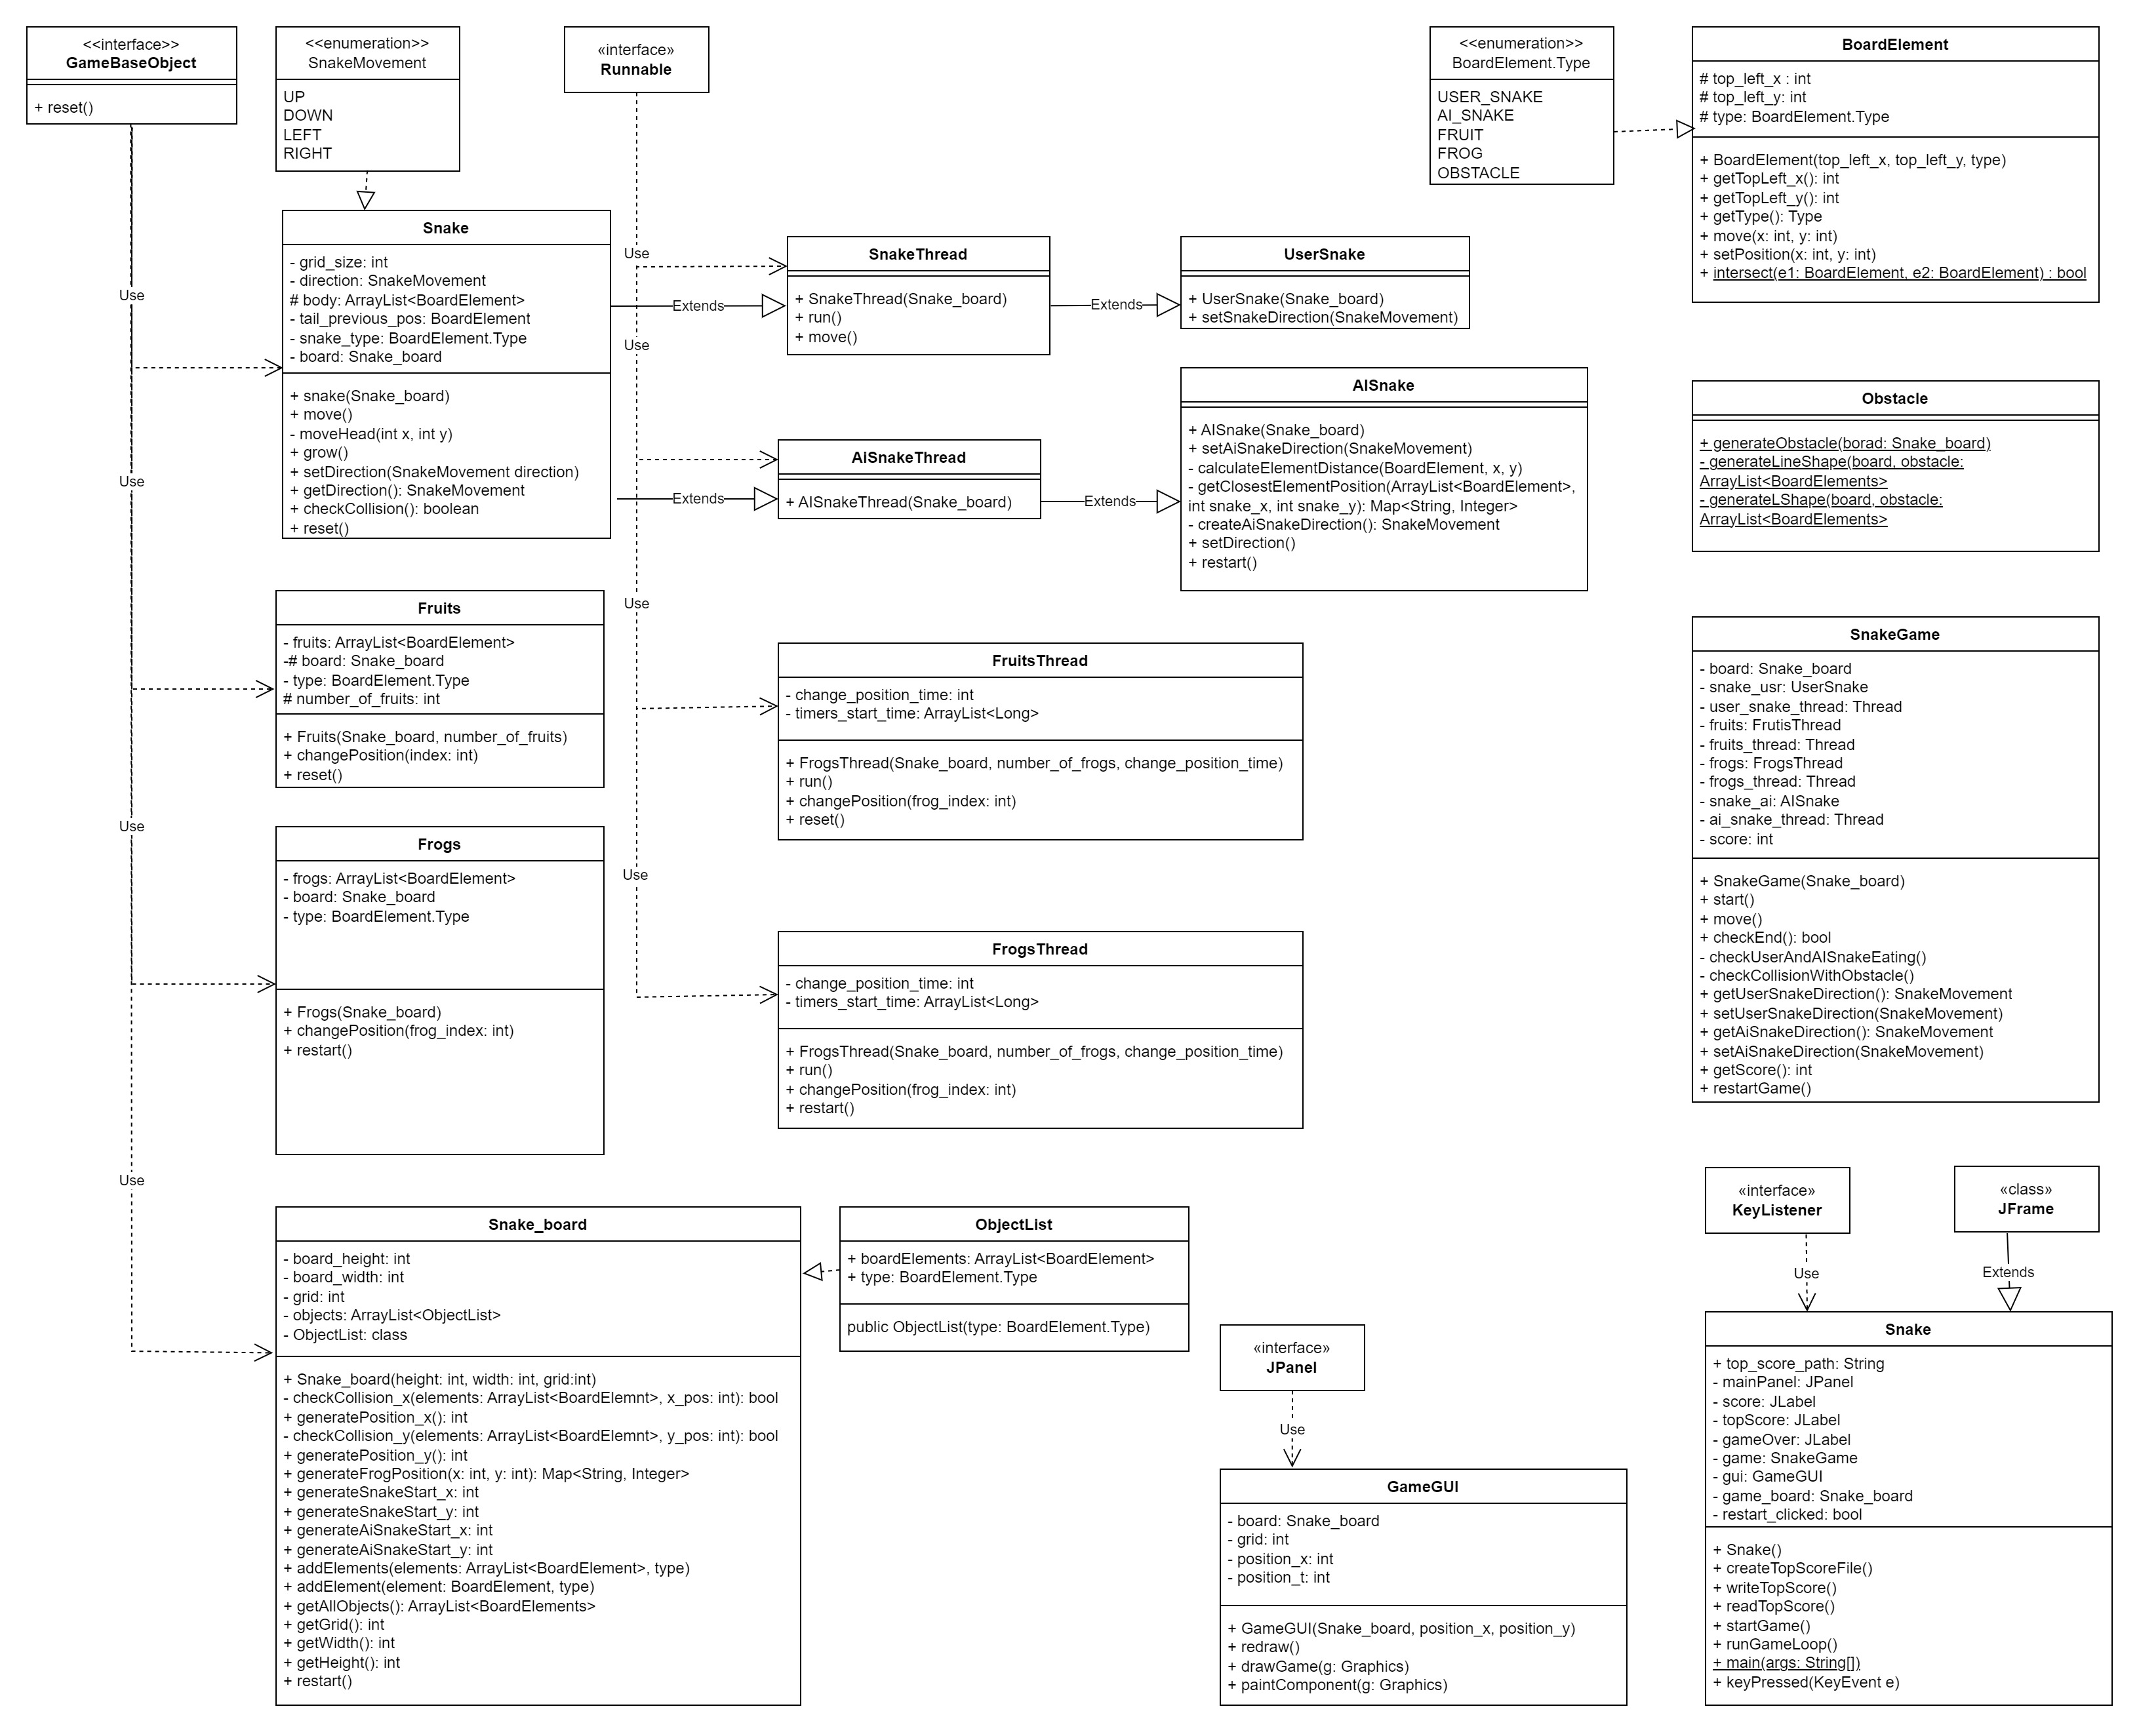 <<interface>>
GameBaseObject
+ reset()
<<enumeration>>
SnakeMovement
UP
DOWN
LEFT
RIGHT
«interface»
Runnable
<<enumeration>>
BoardElement.Type
USER_SNAKE
AI_SNAKE
FRUIT
FROG
OBSTACLE
BoardElement
# top_left_x : int
# top_left_y: int
# type: BoardElement.Type
+ BoardElement(top_left_x, top_left_y, type)
+ getTopLeft_x(): int
+ getTopLeft_y(): int
+ getType(): Type
+ move(x: int, y: int)
+ setPosition(x: int, y: int)
+ intersect(e1: BoardElement, e2: BoardElement) : bool
Use
Use
Use
Use
Snake
- grid_size: int
- direction: SnakeMovement
# body: ArrayList<BoardElement>
- tail_previous_pos: BoardElement
- snake_type: BoardElement.Type
- board: Snake_board
+ snake(Snake_board)
+ move()
- moveHead(int x, int y)
+ grow()
+ setDirection(SnakeMovement direction)
+ getDirection(): SnakeMovement
+ checkCollision(): boolean
+ reset()
Use
Use
Use
Use
Extends
Extends
SnakeThread
+ SnakeThread(Snake_board)
+ run()
+ move()
Extends
UserSnake
+ UserSnake(Snake_board)
+ setSnakeDirection(SnakeMovement)
AiSnakeThread
+ AISnakeThread(Snake_board)
Extends
AISnake
+ AISnake(Snake_board)
+ setAiSnakeDirection(SnakeMovement)
- calculateElementDistance(BoardElement, x, y)
- getClosestElementPosition(ArrayList<BoardElement>,
int snake_x, int snake_y): Map<String, Integer>
- createAiSnakeDirection(): SnakeMovement
+ setDirection()
+ restart()
Obstacle
+ generateObstacle(borad: Snake_board)
- generateLineShape(board, obstacle:
ArrayList<BoardElements>
- generateLShape(board, obstacle:
ArrayList<BoardElements>
Fruits
- fruits: ArrayList<BoardElement>
-# board: Snake_board
- type: BoardElement.Type
# number_of_fruits: int
+ Fruits(Snake_board, number_of_fruits)
+ changePosition(index: int)
+ reset()
FruitsThread
- change_position_time: int
- timers_start_time: ArrayList<Long>
+ FrogsThread(Snake_board, number_of_frogs, change_position_time)
+ run()
+ changePosition(frog_index: int)
+ reset()
SnakeGame
- board: Snake_board
- snake_usr: UserSnake
- user_snake_thread: Thread
- fruits: FrutisThread
- fruits_thread: Thread
- frogs: FrogsThread
- frogs_thread: Thread
- snake_ai: AISnake
- ai_snake_thread: Thread
- score: int
+ SnakeGame(Snake_board)
+ start()
+ move()
+ checkEnd(): bool
- checkUserAndAISnakeEating()
- checkCollisionWithObstacle()
+ getUserSnakeDirection(): SnakeMovement
+ setUserSnakeDirection(SnakeMovement)
+ getAiSnakeDirection(): SnakeMovement
+ setAiSnakeDirection(SnakeMovement)
+ getScore(): int
+ restartGame()
Frogs
- frogs: ArrayList<BoardElement>
- board: Snake_board
- type: BoardElement.Type
+ Frogs(Snake_board)
+ changePosition(frog_index: int)
+ restart()
FrogsThread
- change_position_time: int
- timers_start_time: ArrayList<Long>
+ FrogsThread(Snake_board, number_of_frogs, change_position_time)
+ run()
+ changePosition(frog_index: int)
+ restart()
Use
Snake_board
- board_height: int
- board_width: int
- grid: int
- objects: ArrayList<ObjectList>
- ObjectList: class
+ Snake_board(height: int, width: int, grid:int)
- checkCollision_x(elements: ArrayList<BoardElemnt>, x_pos: int): bool
+ generatePosition_x(): int
- checkCollision_y(elements: ArrayList<BoardElemnt>, y_pos: int): bool
+ generatePosition_y(): int
+ generateFrogPosition(x: int, y: int): Map<String, Integer>
+ generateSnakeStart_x: int
+ generateSnakeStart_y: int
+ generateAiSnakeStart_x: int
+ generateAiSnakeStart_y: int
+ addElements(elements: ArrayList<BoardElement>, type)
+ addElement(element: BoardElement, type)
+ getAllObjects(): ArrayList<BoardElements>
+ getGrid(): int
+ getWidth(): int
+ getHeight(): int
+ restart()
ObjectList
+ boardElements: ArrayList<BoardElement>
+ type: BoardElement.Type
public ObjectList(type: BoardElement.Type)
«interface»
JPanel
Use
GameGUI
- board: Snake_board
- grid: int
- position_x: int
- position_t: int
+ GameGUI(Snake_board, position_x, position_y)
+ redraw()
+ drawGame(g: Graphics)
+ paintComponent(g: Graphics)
«interface»
KeyListener
Use
«class»
JFrame
Extends
Snake
+ top_score_path: String
- mainPanel: JPanel
- score: JLabel
- topScore: JLabel
- gameOver: JLabel
- game: SnakeGame
- gui: GameGUI
- game_board: Snake_board
- restart_clicked: bool
+ Snake()
+ createTopScoreFile()
+ writeTopScore()
+ readTopScore()
+ startGame()
+ runGameLoop()
+ main(args: String[])
+ keyPressed(KeyEvent e)